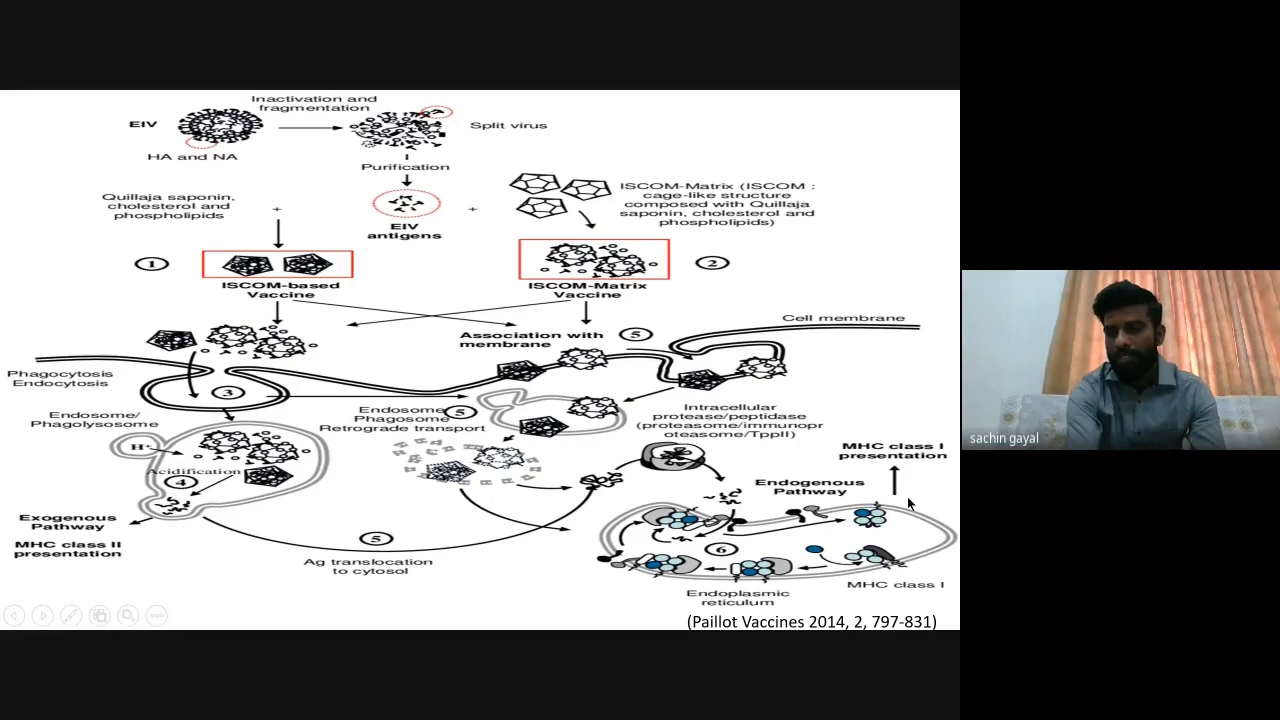 Inactivation and
fragmentation
EIV
Split virus
HA and NA
Purification
Quillaja saponin,
cholesterol and
phospholipids
+
+
ISCOM-Matrix (ISCOM :
cage-like structure
composed with Quillaja
saponin, cholesterol and
phospholipids)
EIV
antigens
1
2
ISCOM-based
Vaccine
ISCOM-Matrix
Vaccine
Cell membrane
Association with
membrane
5
Phagocytosis
Endocytosis
3
Endosome/
Phagolysosome
Endosome
Phagosome
Retrograde transport
5
Intracellular
protease/peptidase
(proteasome/immunopr
oteasome/TppII)
H+
Acidification
4
MHC class I
presentation
Endogenous
Pathway
Exogenous
Pathway
MHC class II
presentation
5
Ag translocation
to cytosol
6
MHC class I
Endoplasmic
reticulum
(Paillot Vaccines 2014, 2, 797-831)
sachin gayal